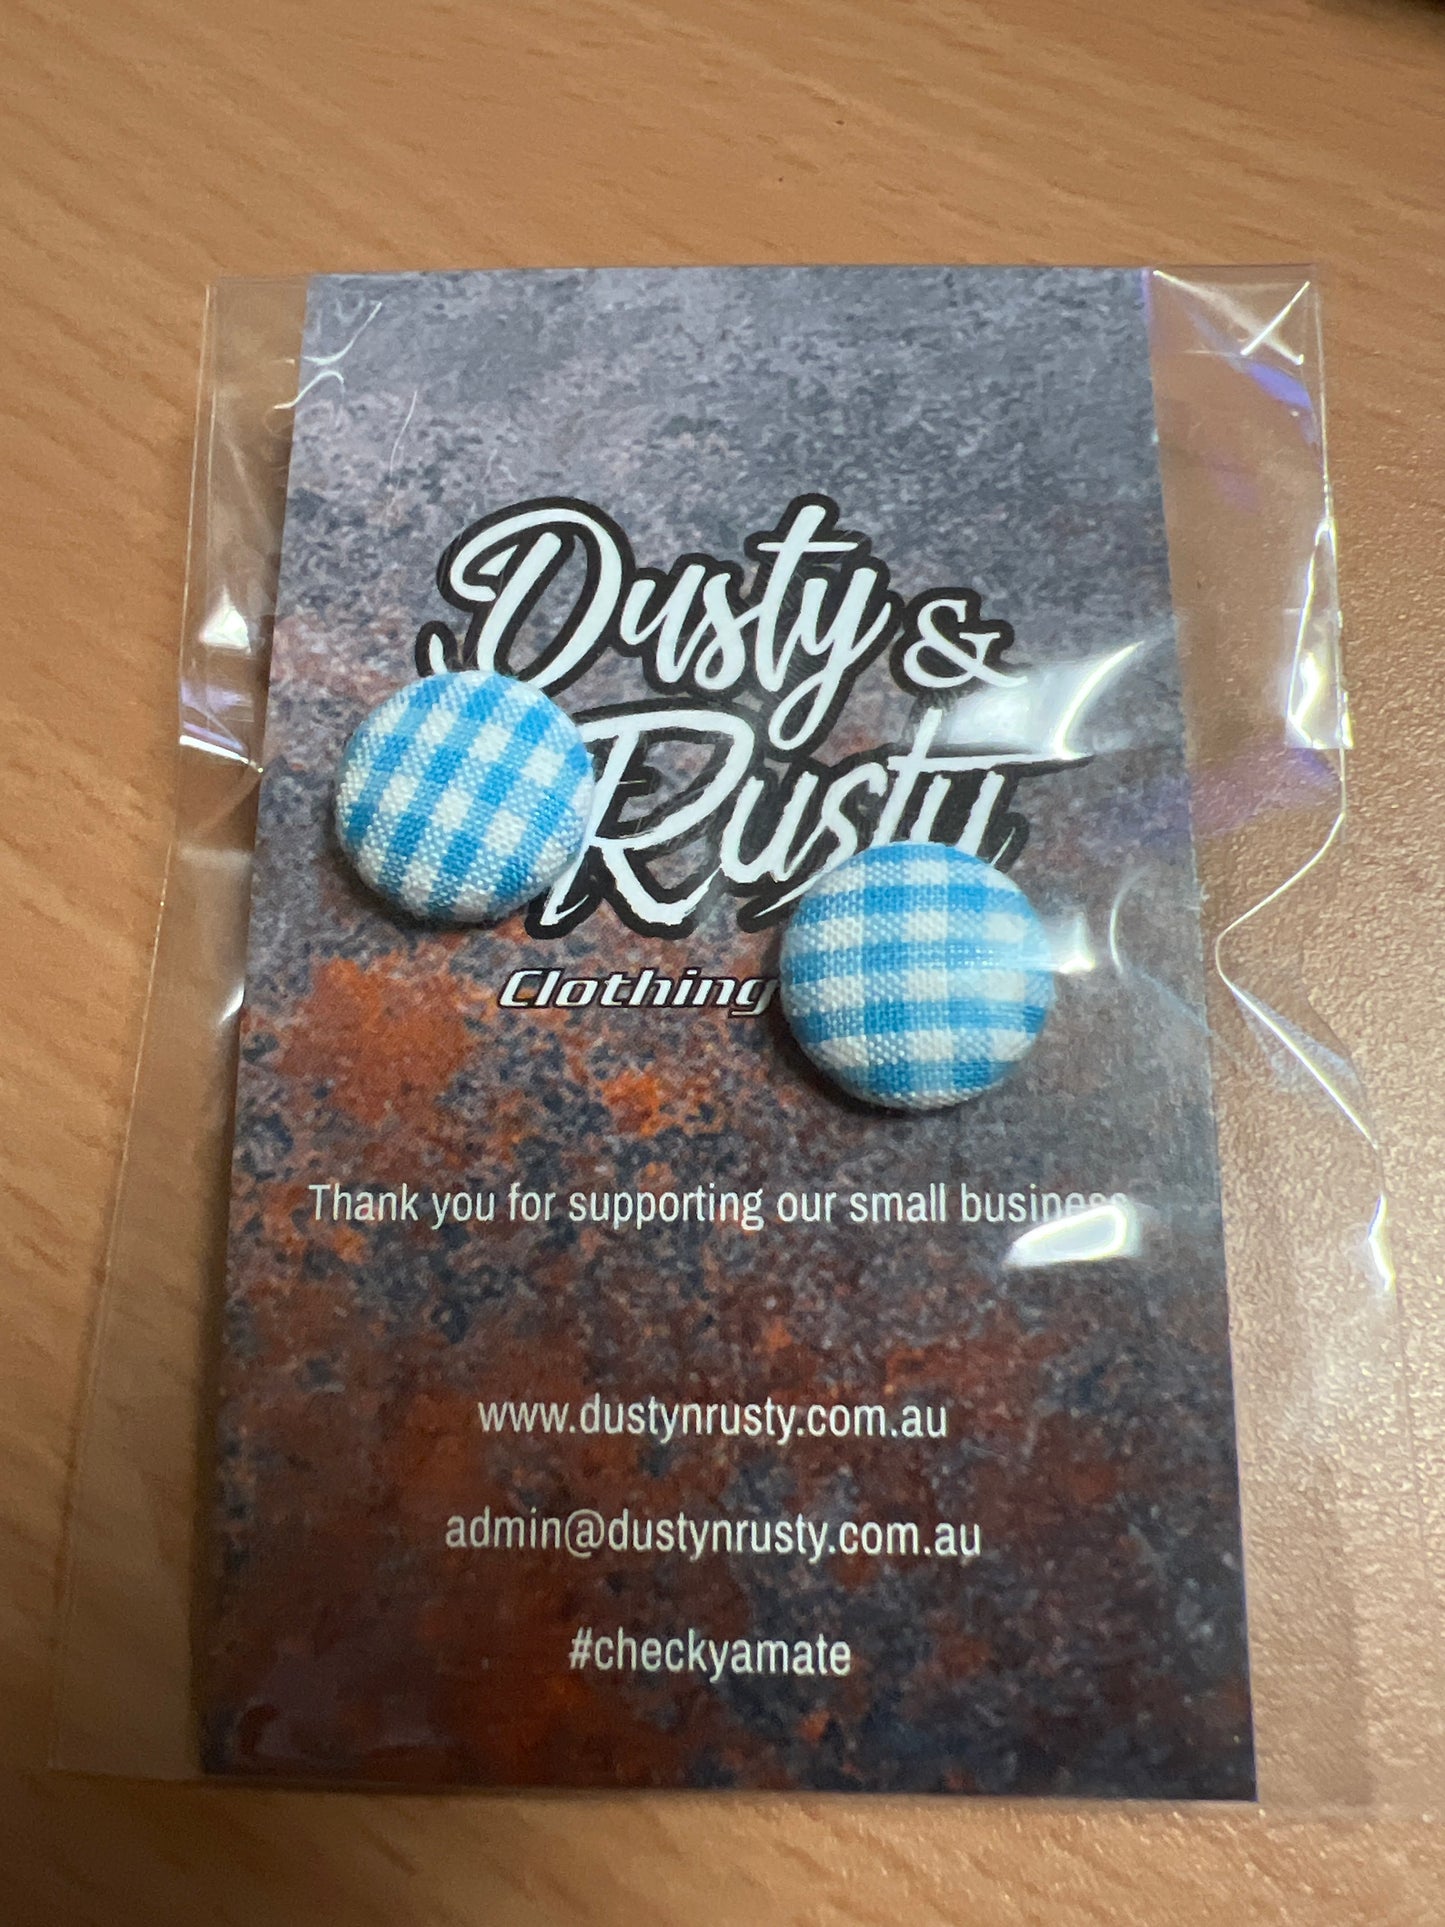 Dusty &
Rusty
Clothing
Thank you for supporting our small business
www.dustynrusty.com.au
admin@dustynrusty.com.au
#checkyamate